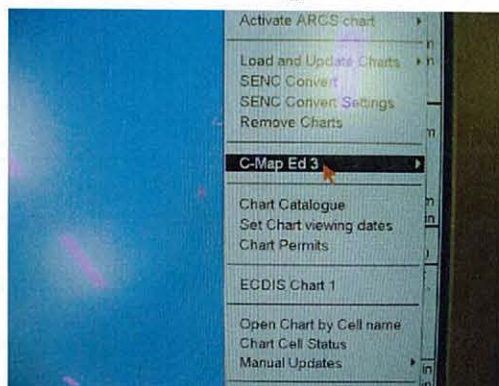 Activate ARCS chart
Load and Update Charts
SENC Convert
SENC Convert Settings
Remove Charts
C-Map Ed 3
Chart Catalogue
Set Chart viewing dates
Chart Permits
ECDIS Chart 1
Open Chart by Cell name
Chart Cell Status
Manual Updates